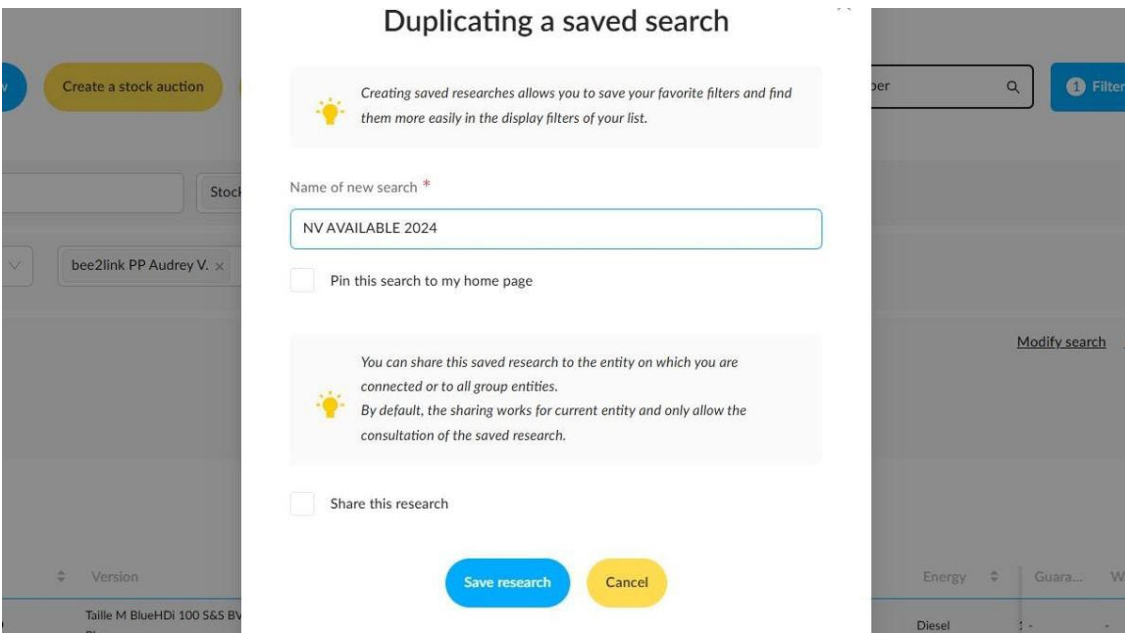 Duplicating a saved search
Create a stock auction
Creating saved researches allows you to save your favorite filters and find
them more easily in the display filters of your list.
1 Filter
Name of new search *
Stock
NV AVAILABLE 2024
bee2link PP Audrey V. ×
Pin this search to my home page
Modify search
You can share this saved research to the entity on which you are
connected or to all group entities.
By default, the sharing works for current entity and only allow the
consultation of the saved research.
Share this research
Save research
Cancel
Version
Energy
Guara...
Taille M BlueHDi 100 S&S BV
Diesel